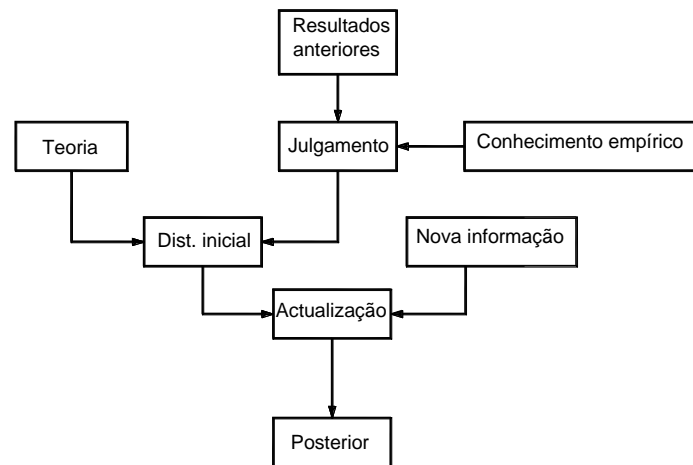 Resultados
anteriores
Teoria
Julgamento
Conhecimento empírico
Dist. inicial
Nova informação
Actualização
Posterior